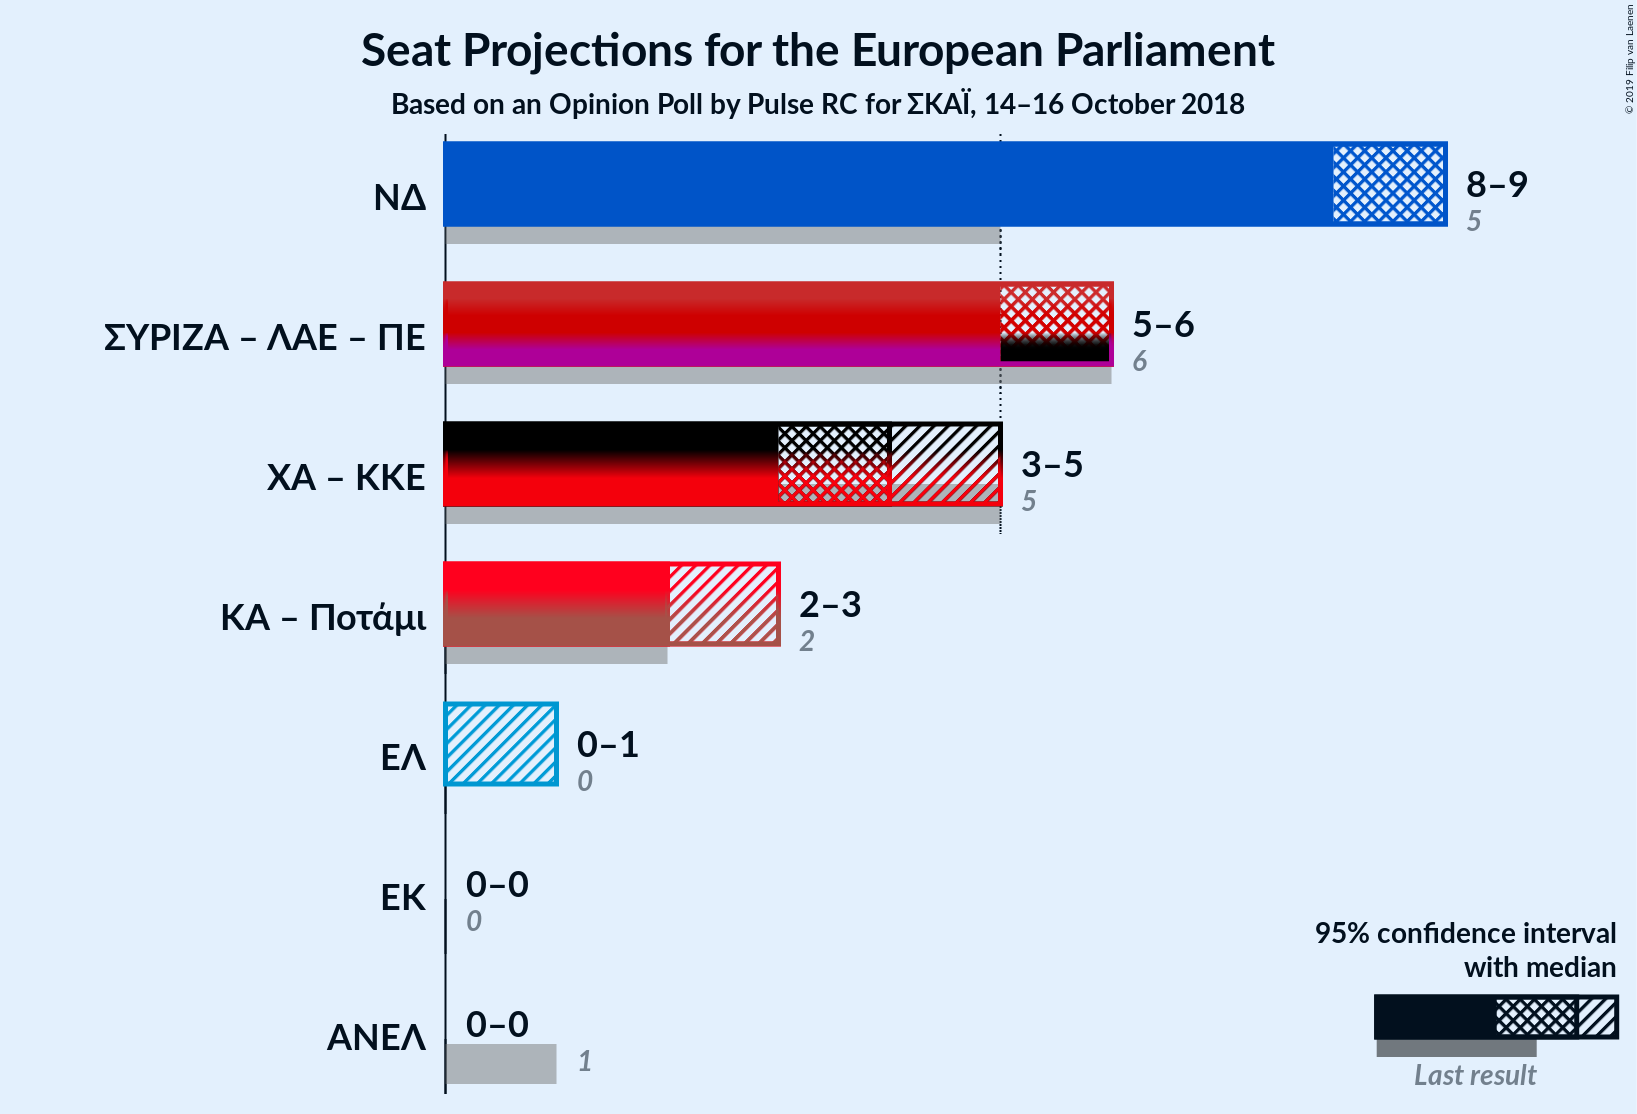 Seat Projections for the European Parliament
Based on an Opinion Poll by Pulse RC for ΣΚΑΪ, 14–16 October 2018
© 2019 Filip van Laenen
ΝΔ
8–9
5
ΣΥΡΙΖΑ – ΛΑΕ – ΠΕ
5–6
6
ΧΑ – ΚΚΕ
3–5
5
ΚΑ – Ποτάμι
2–3
2
ΕΛ
0–1
0
ΕΚ
0–0
0
ΑΝΕΛ
0–0
1
95% confidence interval
with median
Last result